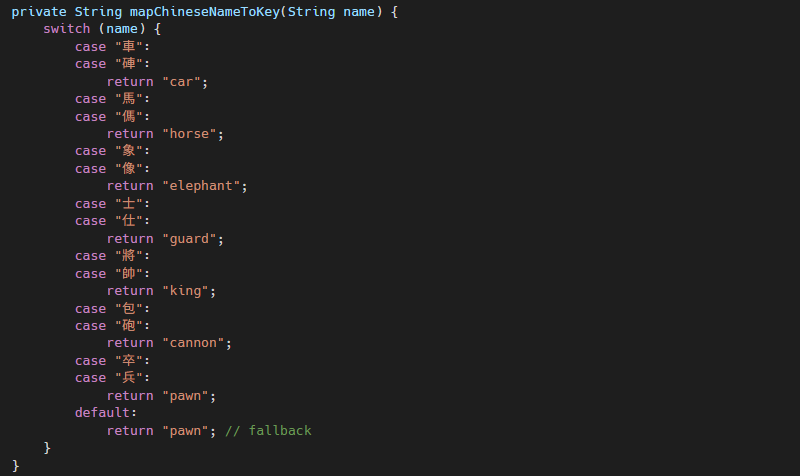 private String mapChineseNameToKey(String name) {
    switch (name) {
        case "車":
        case "硨":
            return "car";
        case "馬":
        case "傌":
            return "horse";
        case "象":
        case "像":
            return "elephant";
        case "士":
        case "仕":
            return "guard";
        case "將":
        case "帥":
            return "king";
        case "包":
        case "砲":
            return "cannon";
        case "卒":
        case "兵":
            return "pawn";
        default:
            return "pawn"; // fallback
    }
}